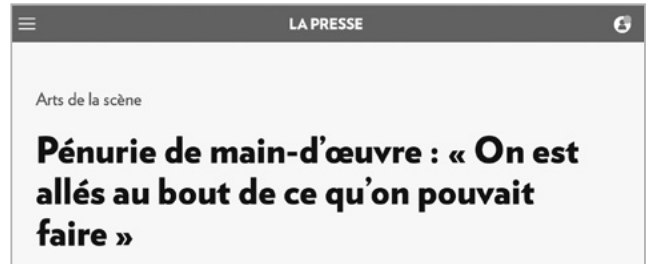 LA PRESSE
Arts de la scène
Pénurie de main-d’œuvre : « On est
allés au bout de ce qu’on pouvait
faire »